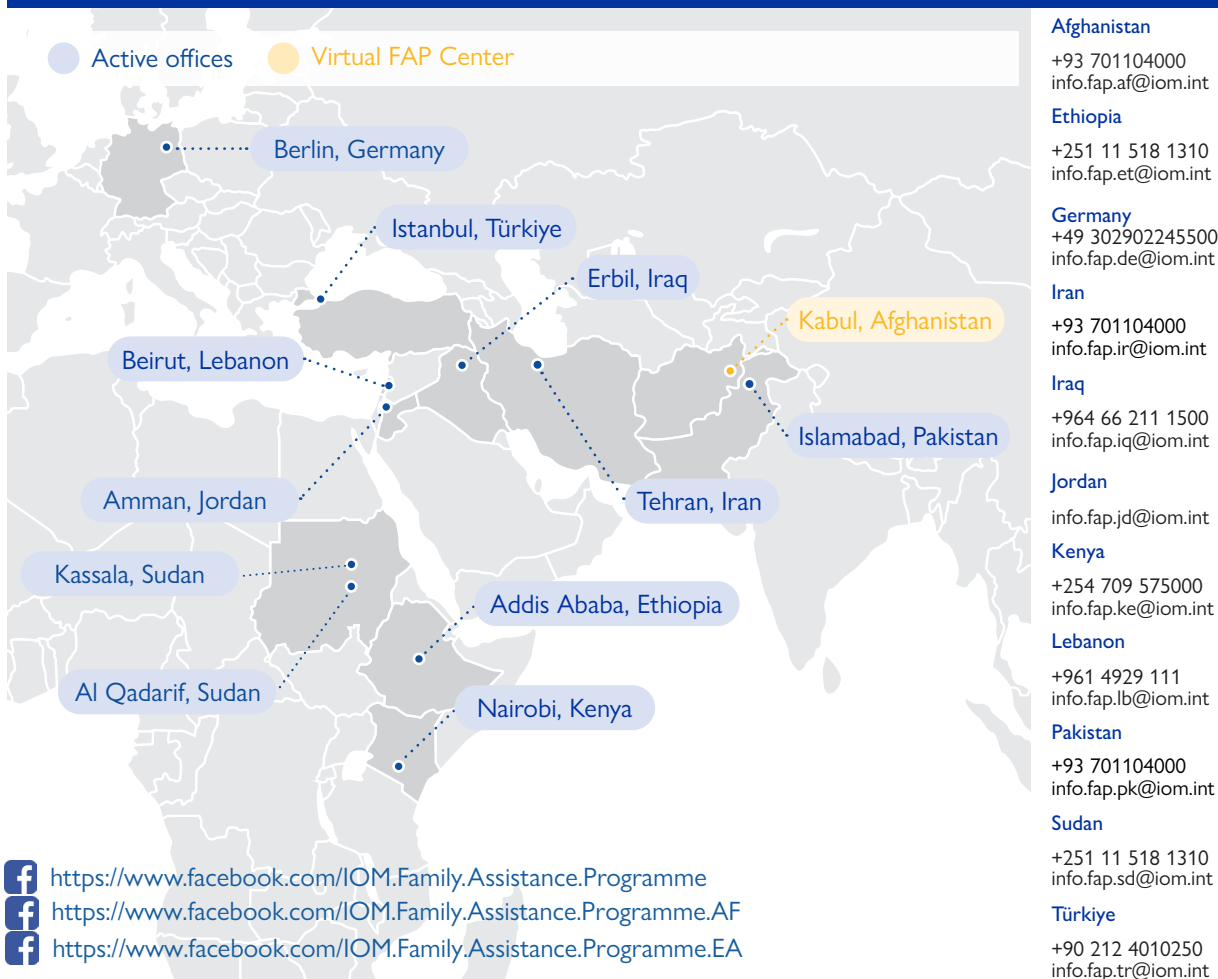 Active offices
Virtual FAP Center
Berlin, Germany
Istanbul, Türkiye
Erbil, Iraq
Kabul, Afghanistan
Beirut, Lebanon
Islamabad, Pakistan
Amman, Jordan
Tehran, Iran
Kassala, Sudan
Addis Ababa, Ethiopia
Al Qadarif, Sudan
Nairobi, Kenya
https://www.facebook.com/IOM.Family.Assistance.Programme
https://www.facebook.com/IOM.Family.Assistance.Programme.AF
https://www.facebook.com/IOM.Family.Assistance.Programme.EA
Afghanistan
+93 701104000
info.fap.af@iom.int
Ethiopia
+251 11 518 1310
info.fap.et@iom.int
Germany
+49 302902245500
info.fap.de@iom.int
Iran
+93 701104000
info.fap.ir@iom.int
Iraq
+964 66 211 1500
info.fap.iq@iom.int
Jordan
info.fap.jd@iom.int
Kenya
+254 709 575000
info.fap.ke@iom.int
Lebanon
+961 4929 111
info.fap.lb@iom.int
Pakistan
+93 701104000
info.fap.pk@iom.int
Sudan
+251 11 518 1310
info.fap.sd@iom.int
Türkiye
+90 212 4010250
info.fap.tr@iom.int